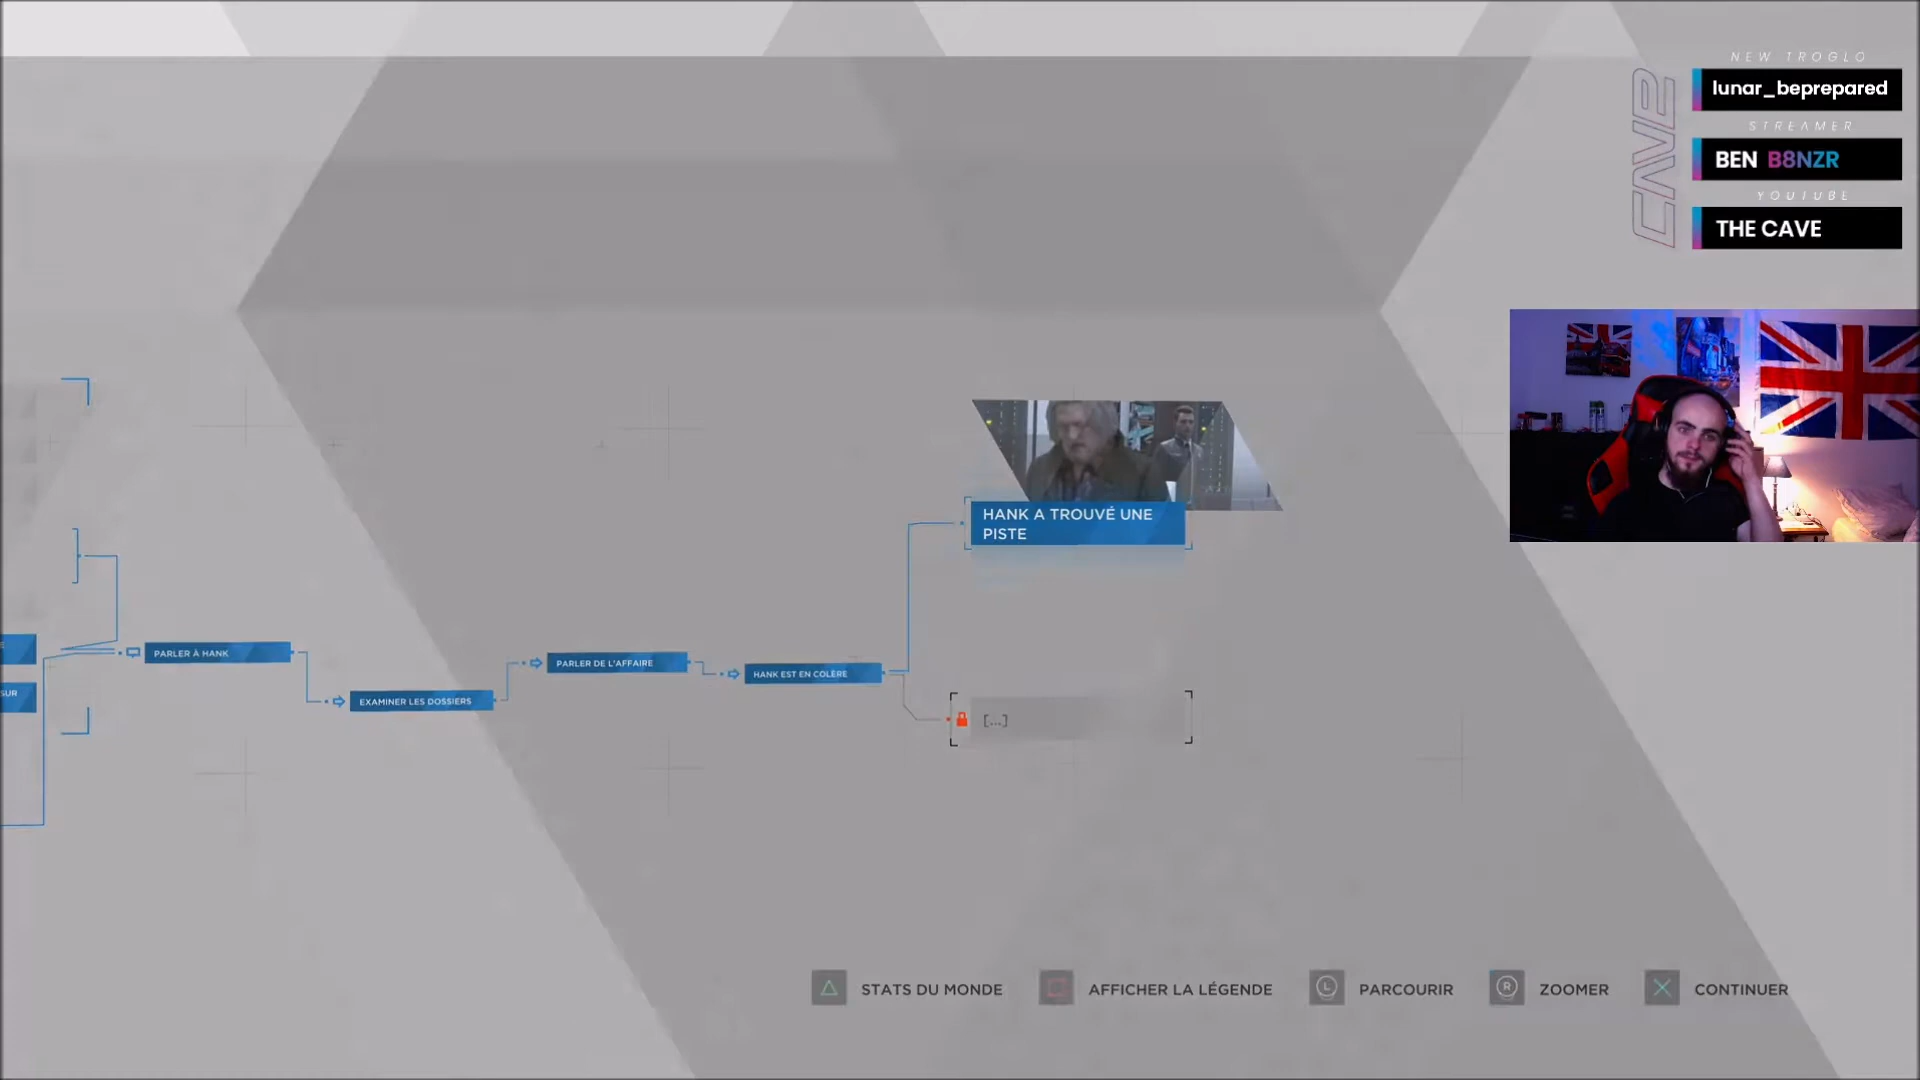 NEW TROGLO
lunar_beprepared
STREAMER
BEN B8NZR
YOUTUBE
THE CAVE
CAVE
HANK A TROUVÉ UNE
PISTE
E
PARLER À HANK
PARLER DE L'AFFAIRE
HANK EST EN COLÈRE
SUR
EXAMINER LES DOSSIERS
[...]
STATS DU MONDE
AFFICHER LA LÉGENDE
L
PARCOURIR
R
ZOOMER
CONTINUER